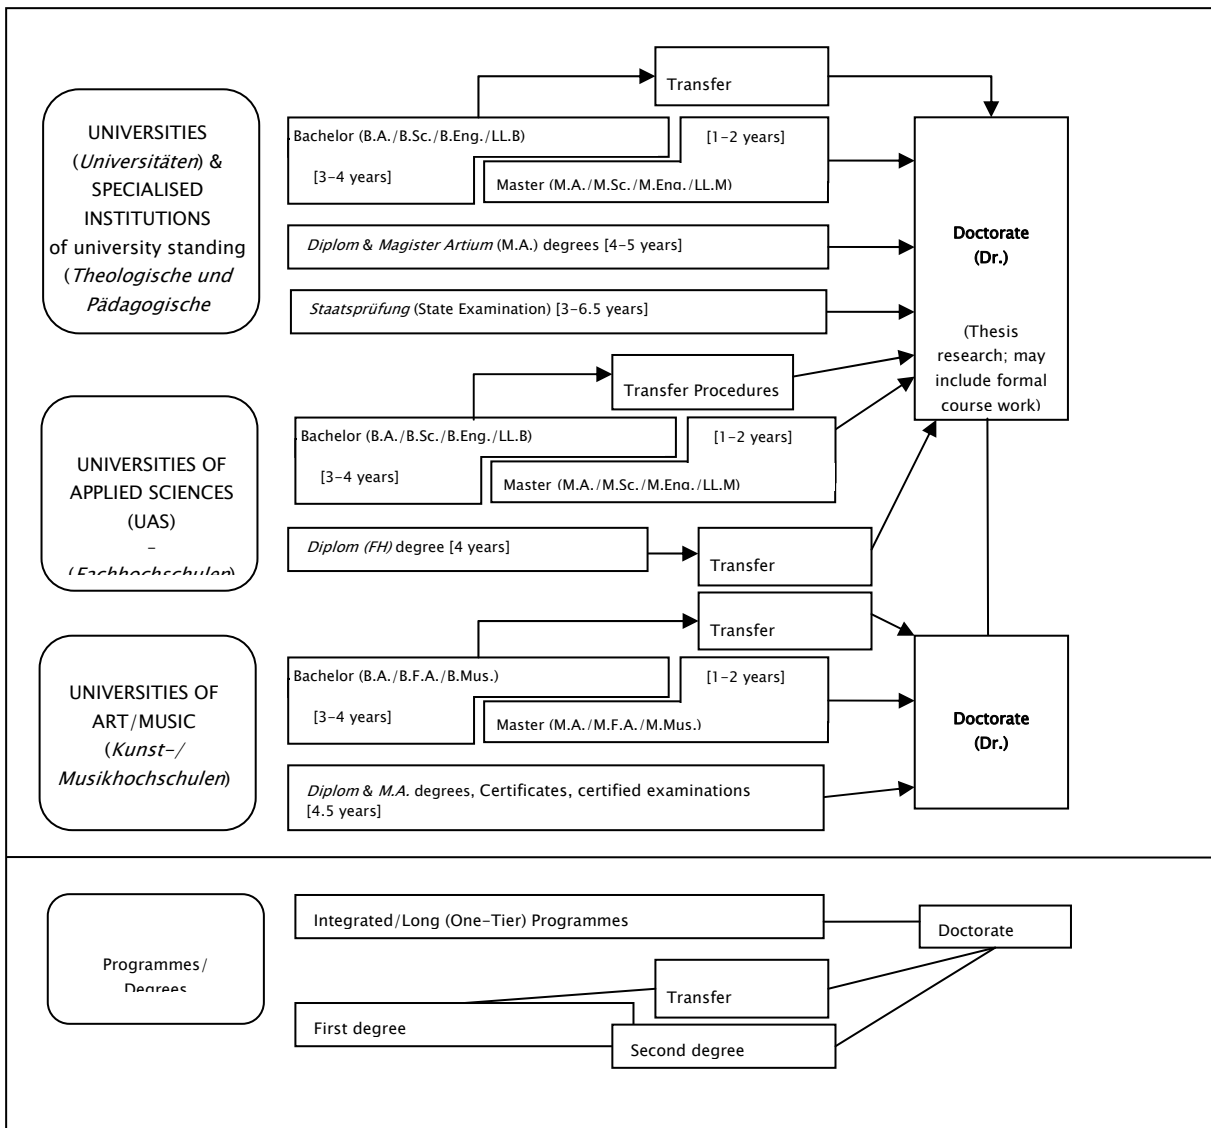 Transfer
UNIVERSITIES
(Universitäten) &
SPECIALISED
INSTITUTIONS
of university standing
(Theologische und
Pädagogische
Bachelor (B.A./B.Sc./B.Eng./LL.B)
[3-4 years]
[1-2 years]
Master (M.A./M.Sc./M.Eng./LL.M)
Diplom & Magister Artium (M.A.) degrees [4-5 years]
Staatsprüfung (State Examination) [3-6.5 years]
Doctorate
(Dr.)
(Thesis
research; may
include formal
course work)
UNIVERSITIES OF
APPLIED SCIENCES
(UAS)
–
(Fachhochschulen)
Transfer Procedures
Bachelor (B.A./B.Sc./B.Eng./LL.B)
[3-4 years]
[1-2 years]
Master (M.A./M.Sc./M.Eng./LL.M)
Diplom (FH) degree [4 years]
Transfer
Transfer
UNIVERSITIES OF
ART/MUSIC
(Kunst-/
Musikhochschulen)
Bachelor (B.A./B.F.A./B.Mus.)
[3-4 years]
[1-2 years]
Master (M.A./M.F.A./M.Mus.)
Diplom & M.A. degrees, Certificates, certified examinations
[4.5 years]
Doctorate
(Dr.)
Programmes/
Degrees
Integrated/Long (One-Tier) Programmes
Doctorate
Transfer
First degree
Second degree